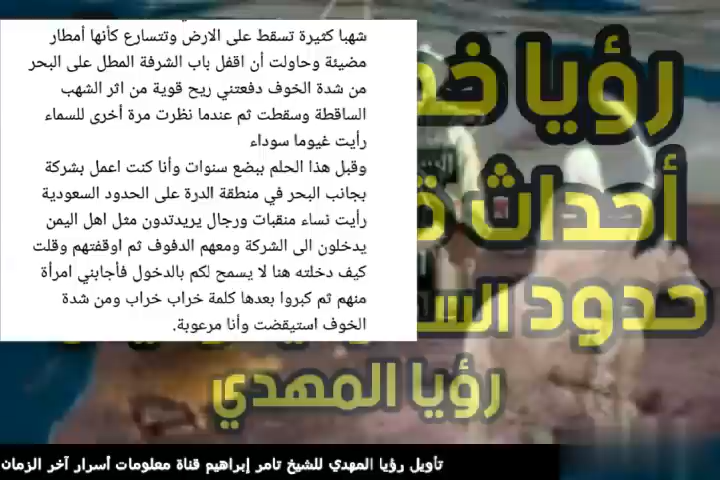 شهبا كثيرة تسقط على الارض وتتسارع كأنها أمطار
مضيئة وحاولت أن اقفل باب الشرفة المطل على البحر
من شدة الخوف دفعتني ريح قوية من اثر الشهب
الساقطة وسقطت ثم عندما نظرت مرة أخرى للسماء
رأيت غيوما سوداء
وقبل هذا الحلم ببضع سنوات وأنا كنت اعمل بشركة
بجانب البحر في منطقة الدرة على الحدود السعودية
رأيت نساء منقبات ورجال يريدتدون مثل اهل اليمن
يدخلون الى الشركة ومعهم الدفوف ثم اوقفتهم وقلت
كيف دخلته هنا لا يسمح لكم بالدخول فأجابني امرأة
منهم ثم كبروا بعدها كلمة خراب خراب ومن شدة
الخوف استيقضت وأنا مرعوبة.
رؤيا
أحداث
حدود
رؤيا المهدي
تأويل رؤيا المهدي للشيخ تامر إبراهيم قناة معلومات أسرار آخر الزمان